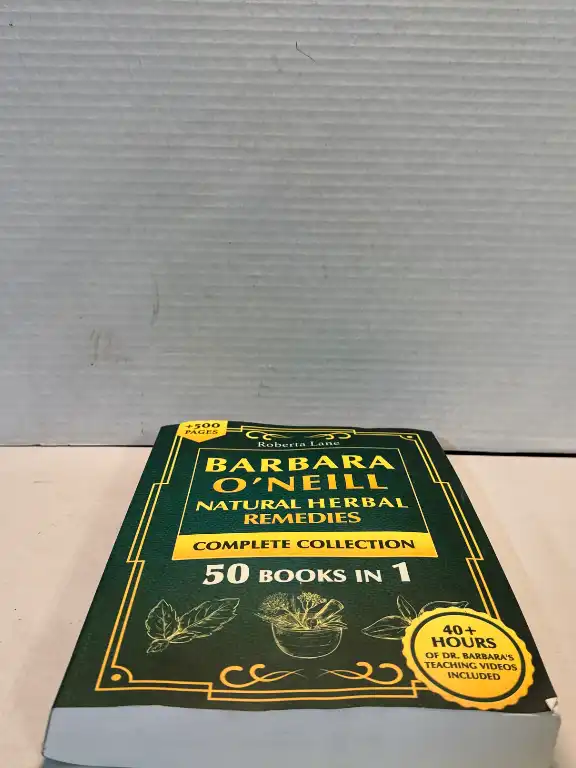 +500
PAGES
Roberta Lane
BARBARA
O'NEILL
NATURAL HERBAL
REMEDIES
COMPLETE COLLECTION
50 BOOKS IN 1
40+
HOURS
OF DR. BARBARA'S
TEACHING VIDEOS
INCLUDED